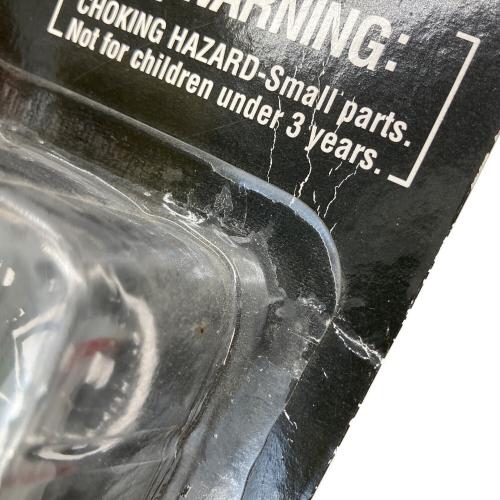 WARNING:
CHOKING HAZARD-Small parts.
Not for children under 3 years.